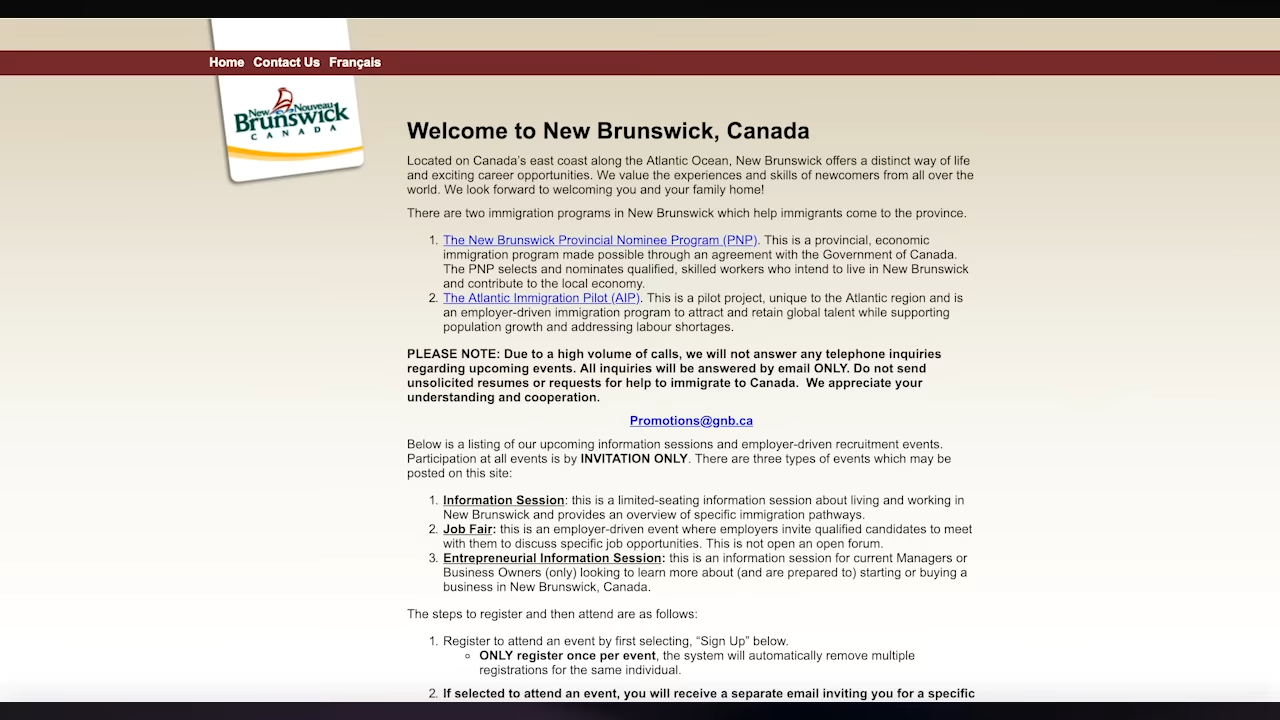 Home Contact Us Français
New Nouveau
Brunswick
CANADA
Welcome to New Brunswick, Canada
Located on Canada's east coast along the Atlantic Ocean, New Brunswick offers a distinct way of life
and exciting career opportunities. We value the experiences and skills of newcomers from all over the
world. We look forward to welcoming you and your family home!
There are two immigration programs in New Brunswick which help immigrants come to the province.
1. The New Brunswick Provincial Nominee Program (PNP). This is a provincial, economic
immigration program made possible through an agreement with the Government of Canada.
The PNP selects and nominates qualified, skilled workers who intend to live in New Brunswick
and contribute to the local economy.
2. The Atlantic Immigration Pilot (AIP). This is a pilot project, unique to the Atlantic region and is
an employer-driven immigration program to attract and retain global talent while supporting
population growth and addressing labour shortages.
PLEASE NOTE: Due to a high volume of calls, we will not answer any telephone inquiries
regarding upcoming events. All inquiries will be answered by email ONLY. Do not send
unsolicited resumes or requests for help to immigrate to Canada. We appreciate your
understanding and cooperation.
Promotions@gnb.ca
Below is a listing of our upcoming information sessions and employer-driven recruitment events.
Participation at all events is by INVITATION ONLY. There are three types of events which may be
posted on this site:
1. Information Session: this is a limited-seating information session about living and working in
New Brunswick and provides an overview of specific immigration pathways.
2. Job Fair: this is an employer-driven event where employers invite qualified candidates to meet
with them to discuss specific job opportunities. This is not open an open forum.
3. Entrepreneurial Information Session: this is an information session for current Managers or
Business Owners (only) looking to learn more about (and are prepared to) starting or buying a
business in New Brunswick, Canada.
The steps to register and then attend are as follows:
1. Register to attend an event by first selecting, “Sign Up” below.
◦ ONLY register once per event, the system will automatically remove multiple
registrations for the same individual.
2. If selected to attend an event, you will receive a separate email inviting you for a specific